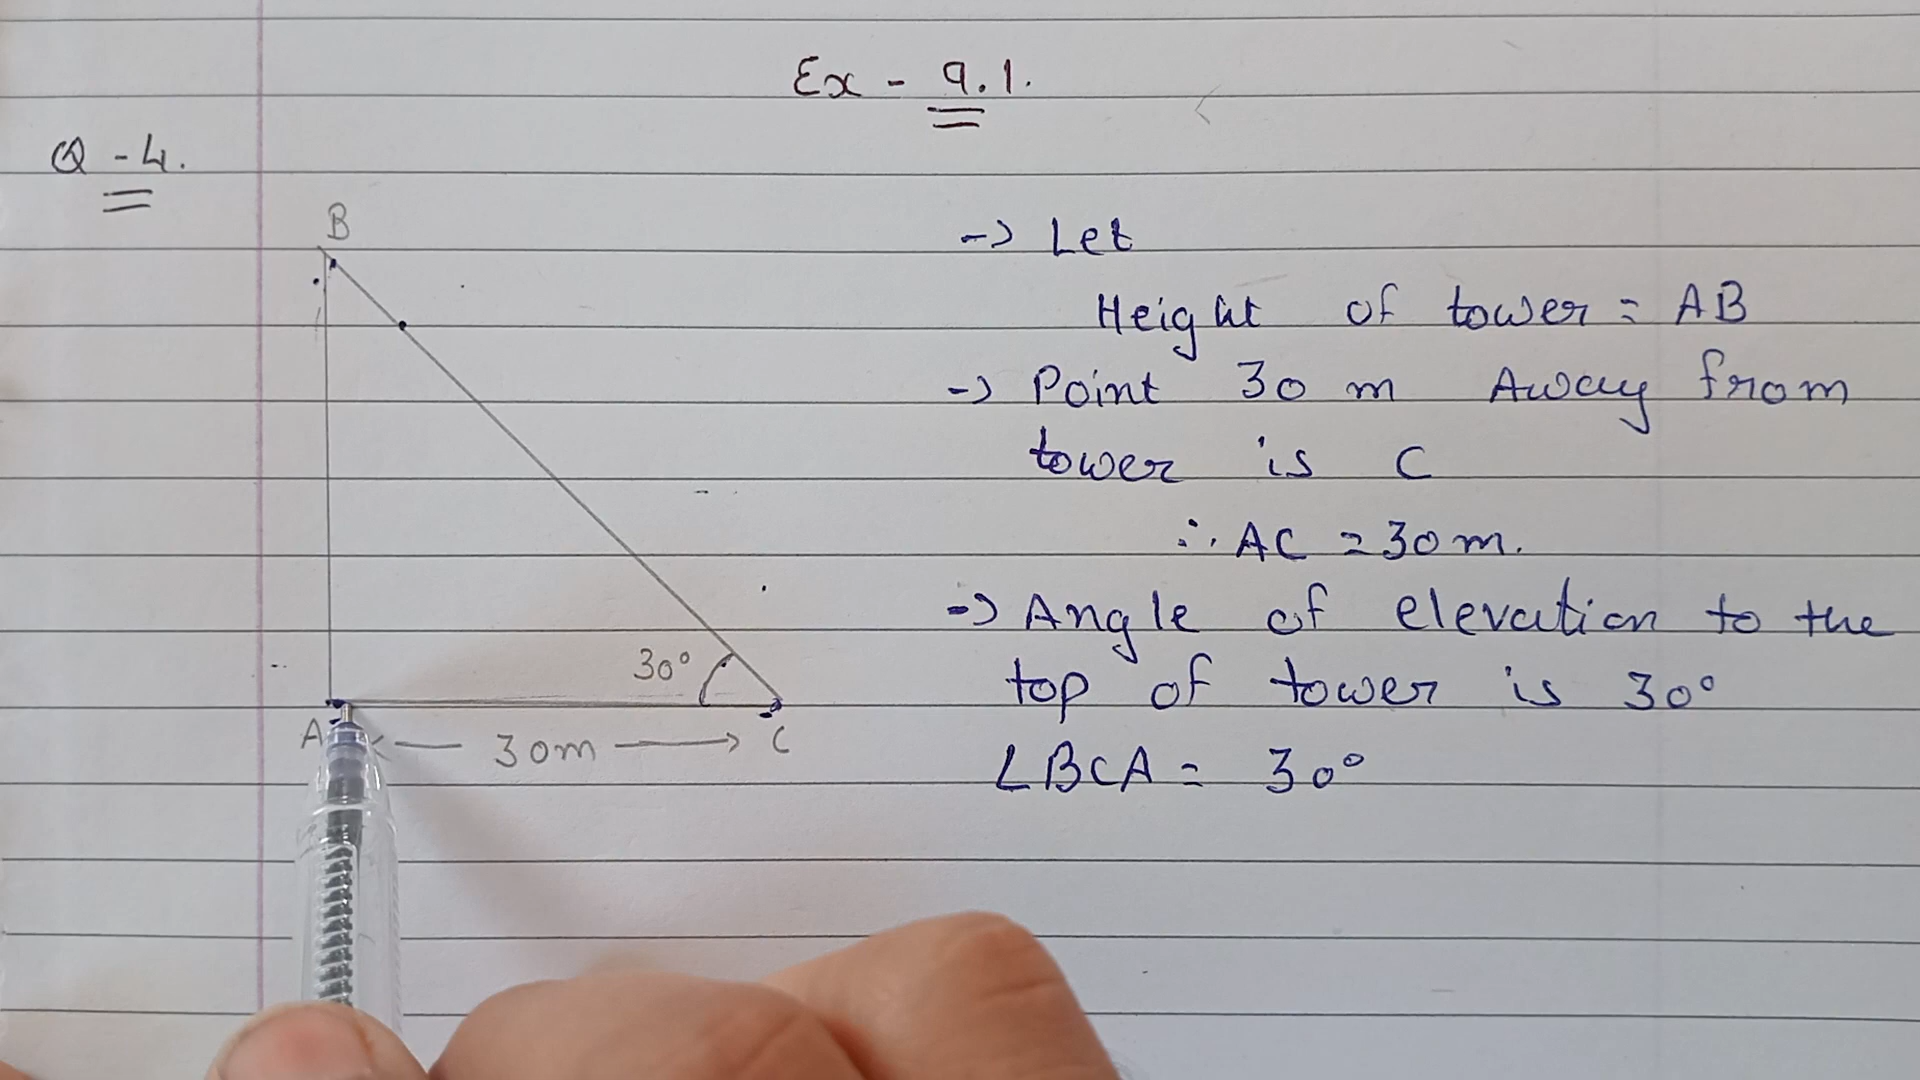 Ex - 9.1.
Q - 4.
B
30°
A
30m
C
-> Let
Height of tower = AB
-> Point 30 m Away from
tower is C
∴ AC = 30m.
-> Angle of elevation to the
top of tower is 30°
∠BCA = 30°